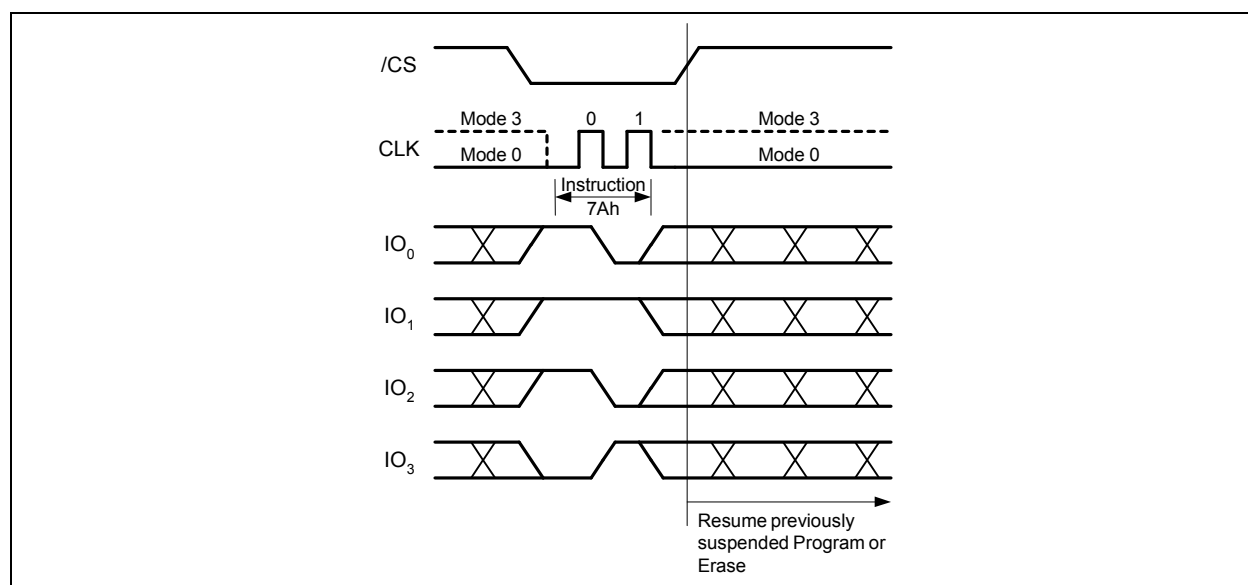 /CS
Mode 3 0 1 Mode 3
CLK Mode 0 Mode 0
Instruction
7Ah
IO0
IO1
IO2
IO3
Resume previously
suspended Program or
Erase